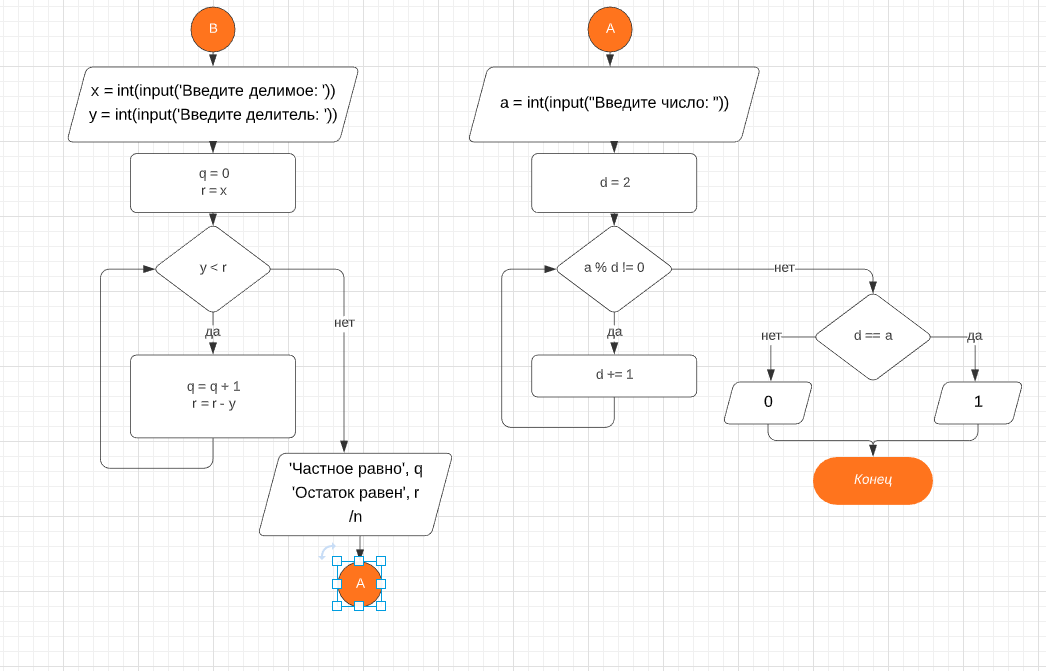 B
x = int(input('Введите делимое: '))
y = int(input('Введите делитель: '))
q = 0
r = x
y < r
да
нет
q = q + 1
r = r - y
'Частное равно', q
'Остаток равен', r
/n
A
A
a = int(input("Введите число: "))
d = 2
a % d != 0
да
нет
d += 1
d == a
нет
да
0
1
Конец